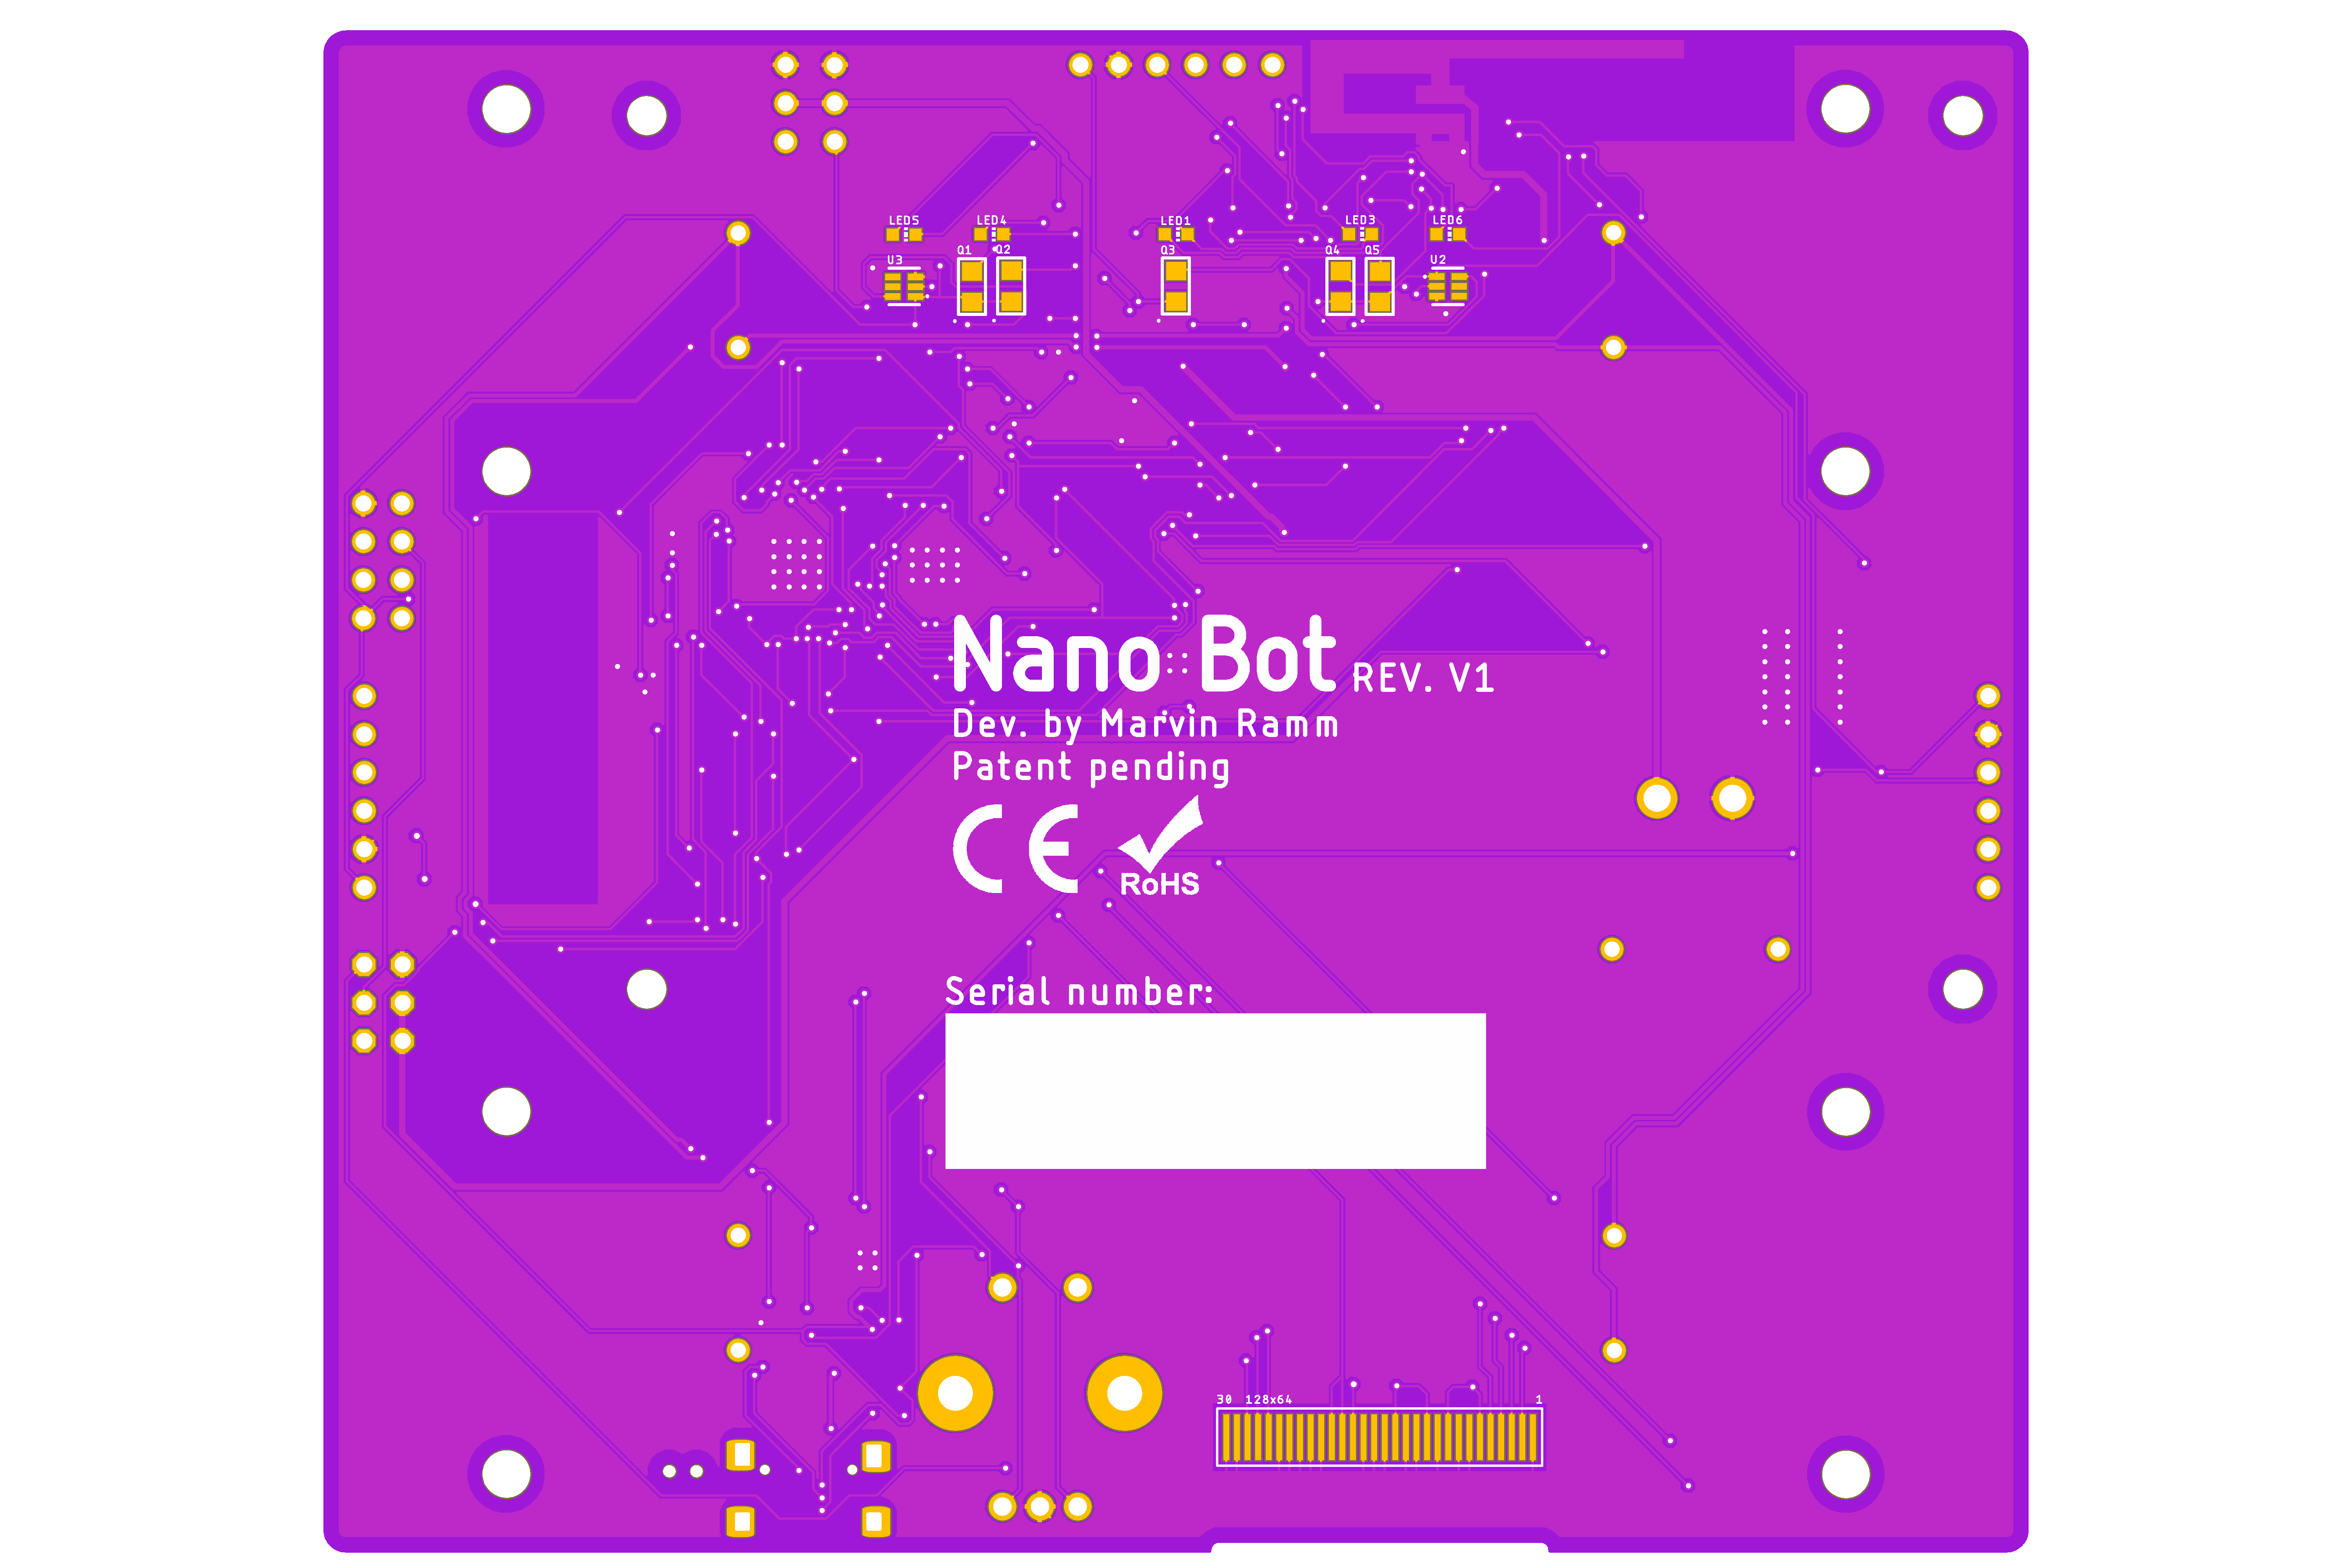 LED5 LED4 LED1 LED3 LED6
Q1 Q2 Q3 Q4 Q5
U3 U2
Nano Bot REV. V1
Dev. by Marvin Ramm
Patent pending
CE
RoHS
Serial number:
30 128x64 1